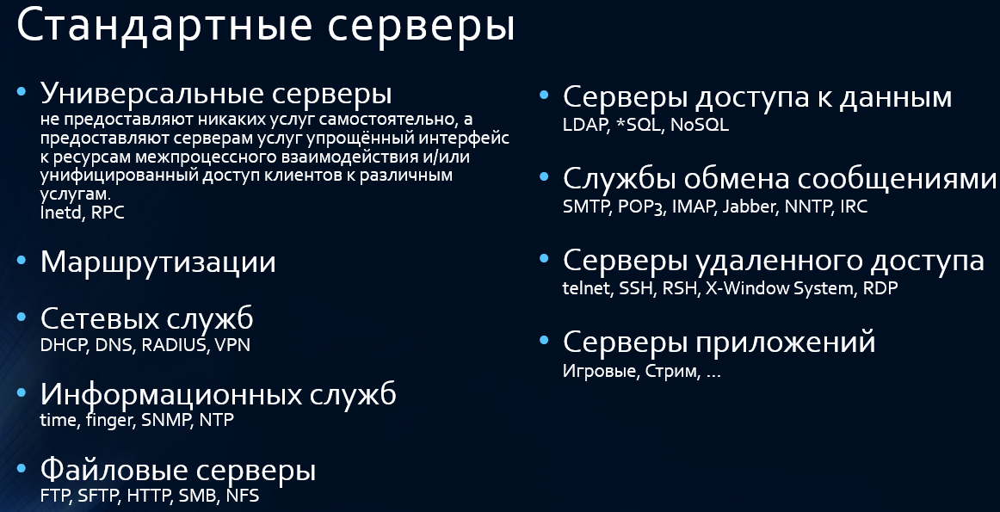 Стандартные серверы
• Универсальные серверы
не предоставляют никаких услуг самостоятельно, а
предоставляют серверам услуг упрощённый интерфейс
к ресурсам межпроцессного взаимодействия и/или
унифицированный доступ клиентов к различным
услугам.
Inetd, RPC
• Маршрутизации
• Сетевых служб
DHCP, DNS, RADIUS, VPN
• Информационных служб
time, finger, SNMP, NTP
• Файловые серверы
FTP, SFTP, HTTP, SMB, NFS
• Серверы доступа к данным
LDAP, *SQL, NoSQL
• Службы обмена сообщениями
SMTP, POP3, IMAP, Jabber, NNTP, IRC
• Серверы удаленного доступа
telnet, SSH, RSH, X-Window System, RDP
• Серверы приложений
Игровые, Стрим, ...